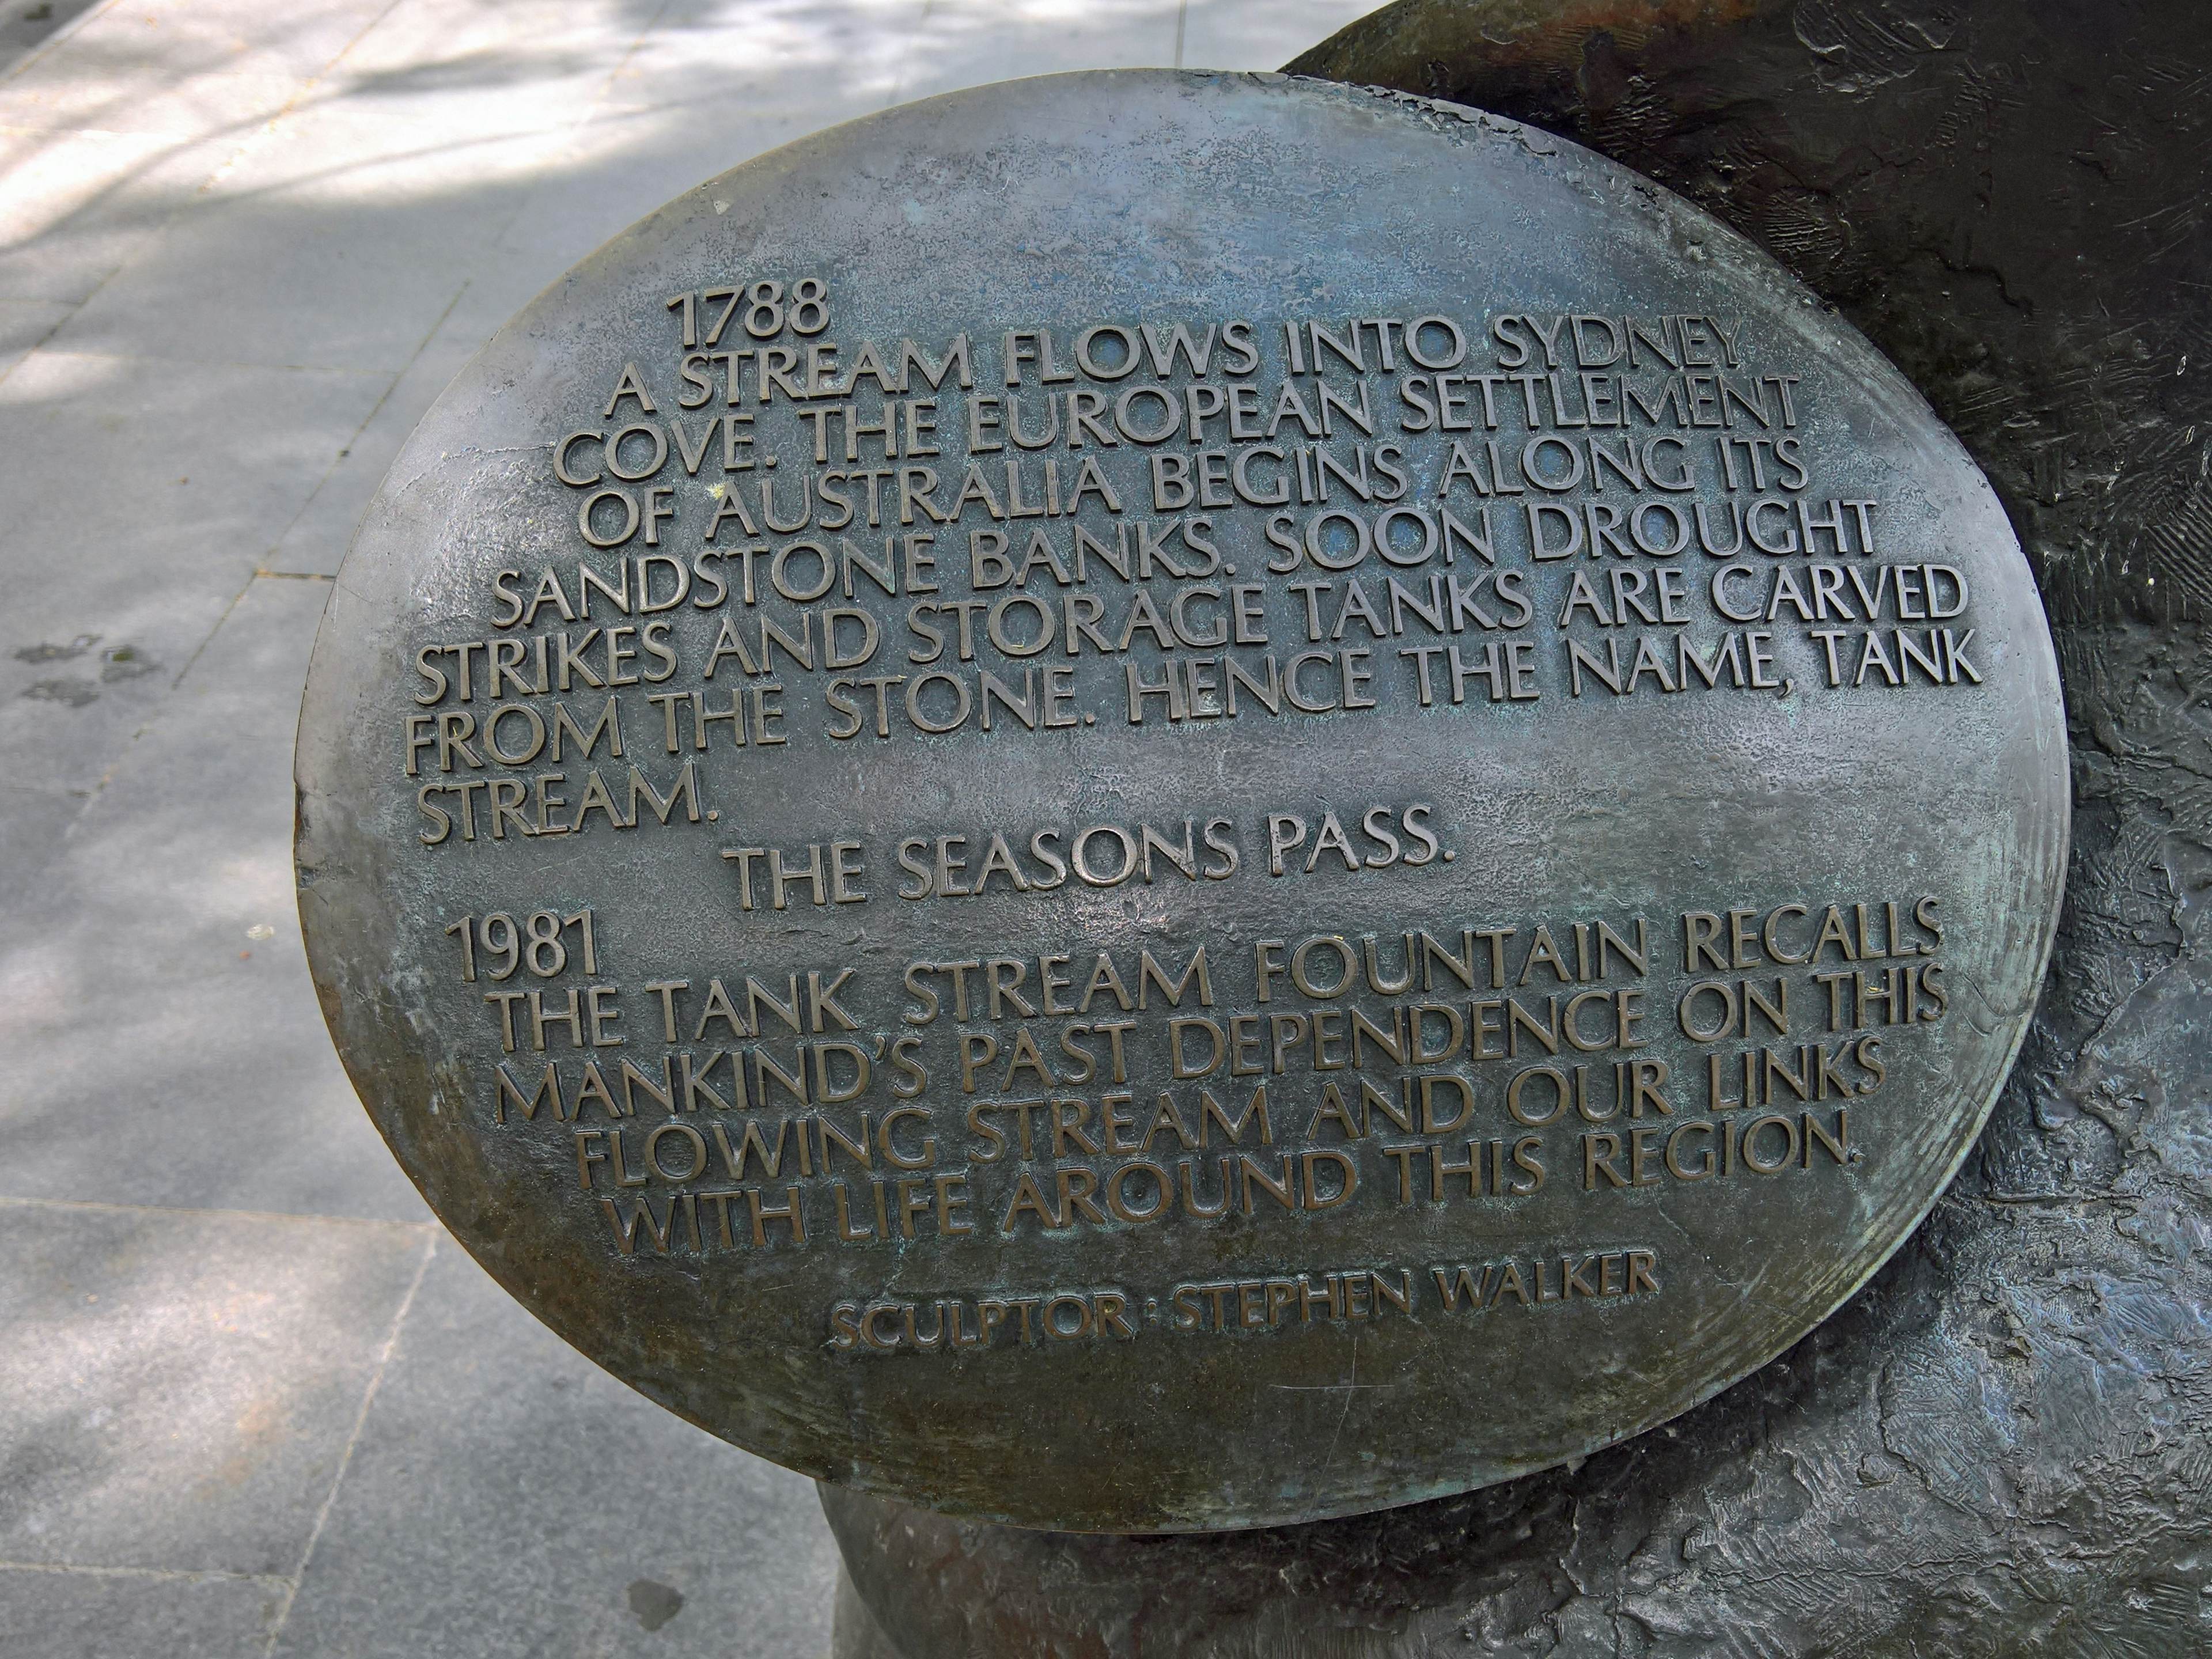 1788
A STREAM FLOWS INTO SYDNEY
COVE. THE EUROPEAN SETTLEMENT
OF AUSTRALIA BEGINS ALONG ITS
SANDSTONE BANKS. SOON DROUGHT
STRIKES AND STORAGE TANKS ARE CARVED
FROM THE STONE. HENCE THE NAME, TANK
STREAM.
THE SEASONS PASS.
1981
THE TANK STREAM FOUNTAIN RECALLS
MANKIND'S PAST DEPENDENCE ON THIS
FLOWING STREAM AND OUR LINKS
WITH LIFE AROUND THIS REGION.
SCULPTOR : STEPHEN WALKER